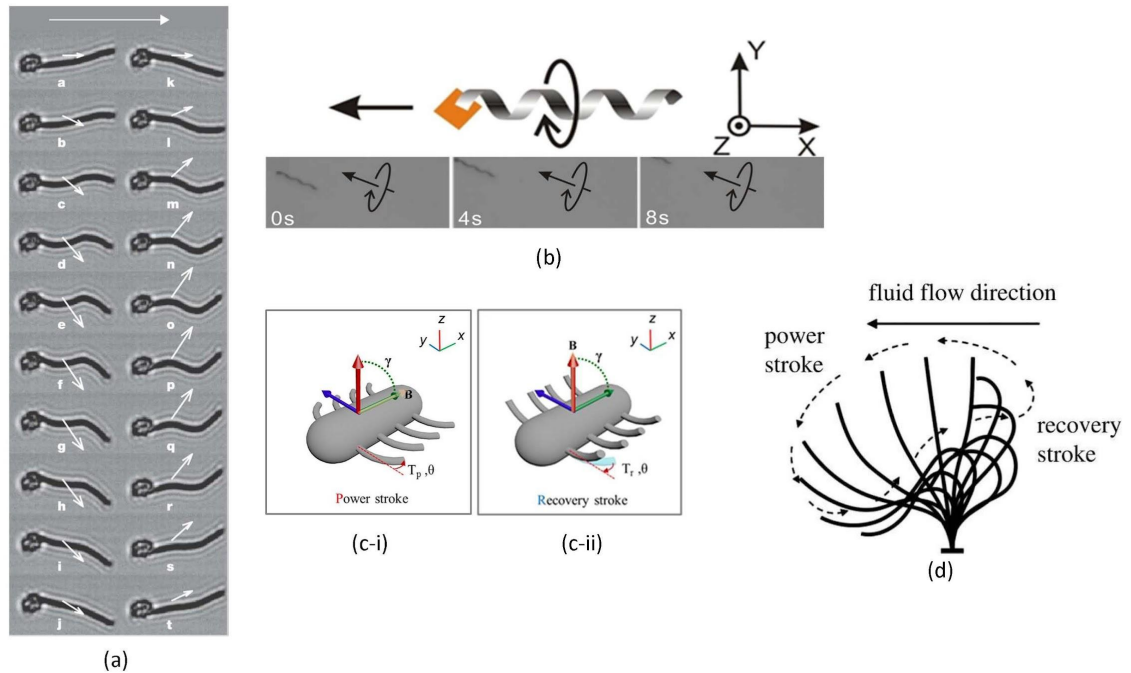 a
k
b
l
c
m
d
n
e
o
f
p
g
q
h
r
i
s
j
t
(a)
Y
Z
X
0s
4s
8s
(b)
z
y
x
γ
B
Tp ,θ
Power stroke
(c-i)
z
y
x
B
γ
Tr ,θ
Recovery stroke
(c-ii)
fluid flow direction
power
stroke
recovery
stroke
(d)